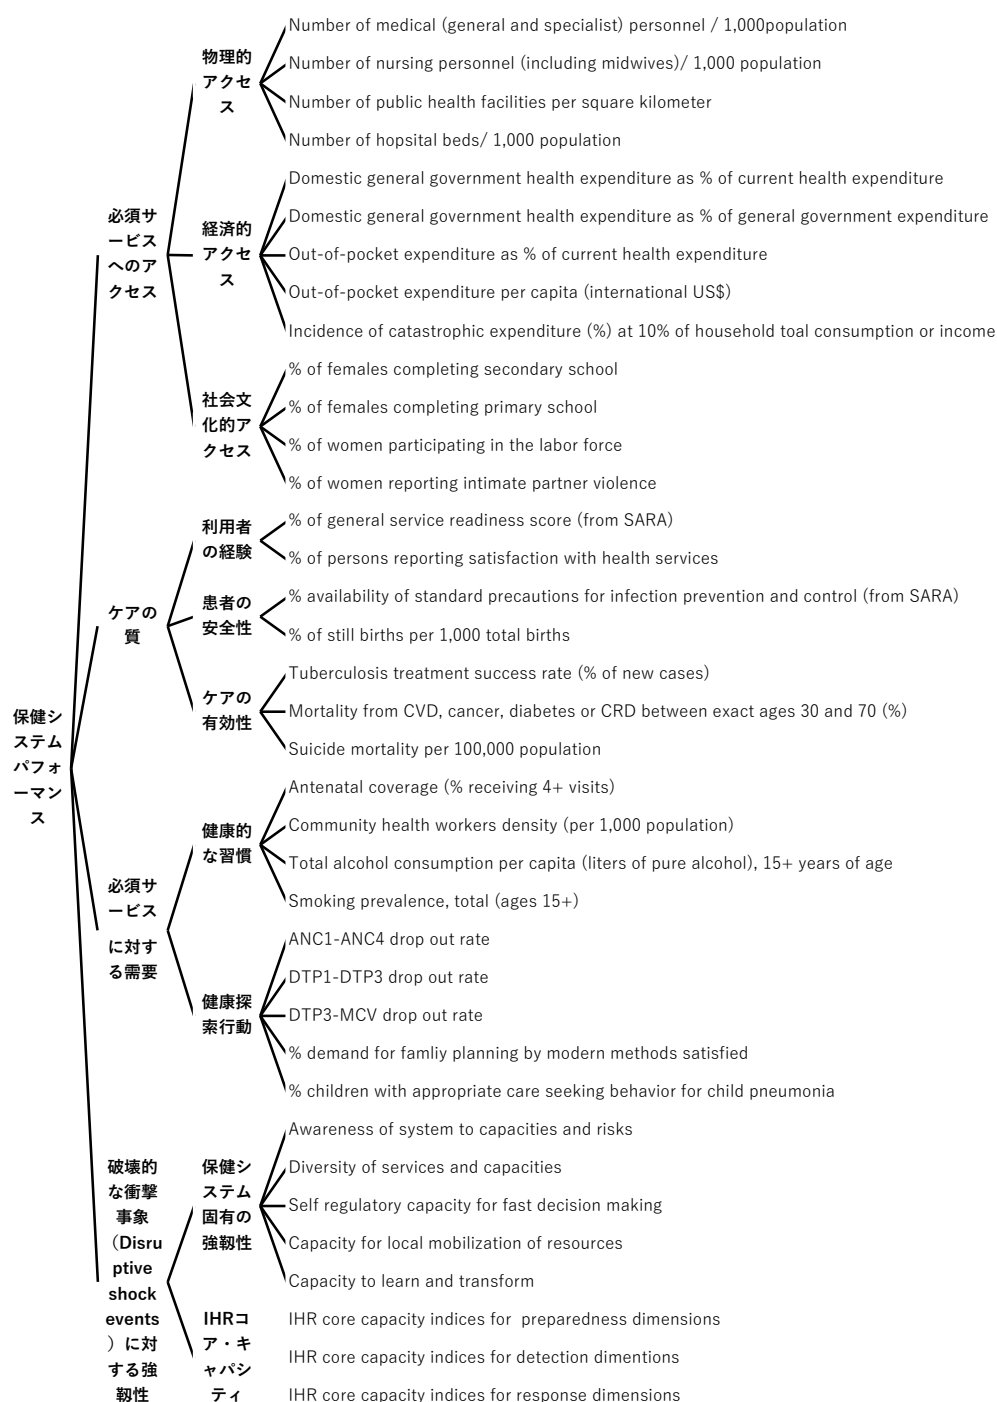 保健シ
ステム
パフォ
ーマン
ス
必須サ
ービス
へのア
クセス
物理的
アクセ
ス
Number of medical (general and specialist) personnel / 1,000population
Number of nursing personnel (including midwives)/ 1,000 population
Number of public health facilities per square kilometer
Number of hopsital beds/ 1,000 population
経済的
アクセ
ス
Domestic general government health expenditure as % of current health expenditure
Domestic general government health expenditure as % of general government expenditure
Out-of-pocket expenditure as % of current health expenditure
Out-of-pocket expenditure per capita (international US$)
Incidence of catastrophic expenditure (%) at 10% of household toal consumption or income
社会文
化的ア
クセス
% of females completing secondary school
% of females completing primary school
% of women participating in the labor force
% of women reporting intimate partner violence
ケアの
質
利用者
の経験
% of general service readiness score (from SARA)
% of persons reporting satisfaction with health services
患者の
安全性
% availability of standard precautions for infection prevention and control (from SARA)
% of still births per 1,000 total births
ケアの
有効性
Tuberculosis treatment success rate (% of new cases)
Mortality from CVD, cancer, diabetes or CRD between exact ages 30 and 70 (%)
Suicide mortality per 100,000 population
必須サ
ービス
に対す
る需要
健康的
な習慣
Antenatal coverage (% receiving 4+ visits)
Community health workers density (per 1,000 population)
Total alcohol consumption per capita (liters of pure alcohol), 15+ years of age
Smoking prevalence, total (ages 15+)
健康探
索行動
ANC1-ANC4 drop out rate
DTP1-DTP3 drop out rate
DTP3-MCV drop out rate
% demand for famliy planning by modern methods satisfied
% children with appropriate care seeking behavior for child pneumonia
破壊的
な衝撃
事象
（Disru
ptive
shock
events
）に対
する強
靱性
保健シ
ステム
固有の
強靱性
Awareness of system to capacities and risks
Diversity of services and capacities
Self regulatory capacity for fast decision making
Capacity for local mobilization of resources
Capacity to learn and transform
IHRコ
ア・キ
ャパシ
ティ
IHR core capacity indices for  preparedness dimensions
IHR core capacity indices for detection dimentions
IHR core capacity indices for response dimensions